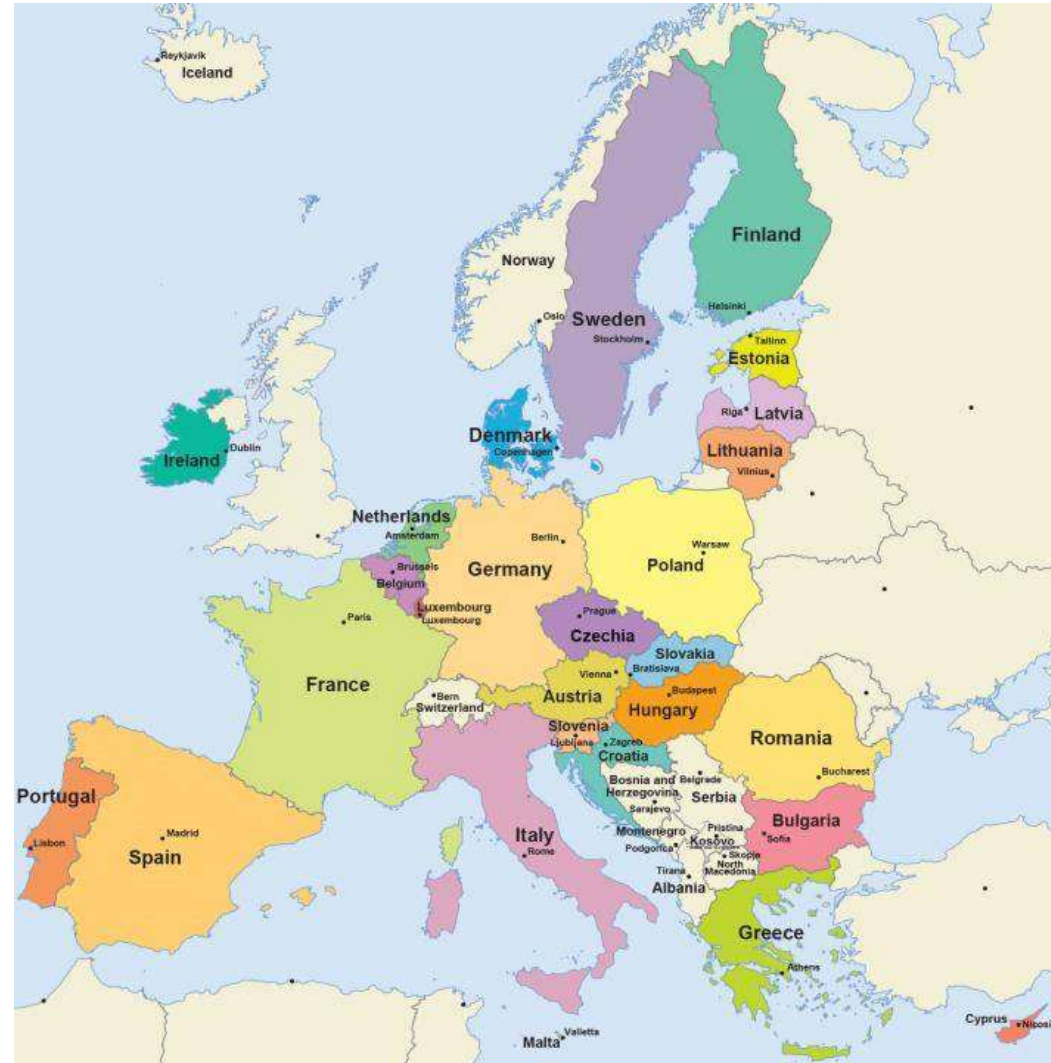 Reykjavik
Iceland
Finland
Norway
Helsinki
Oslo
Sweden
Stockholm
Tallinn
Estonia
Riga
Latvia
Denmark
Copenhagen
Dublin
Ireland
Lithuania
Vilnius
Netherlands
Amsterdam
Berlin
Warsaw
Brussels
Belgium
Germany
Poland
Luxembourg
Luxembourg
Paris
Prague
Czechia
Slovakia
Bratislava
Vienna
France
Bern
Switzerland
Austria
Budapest
Hungary
Slovenia
Ljubljana
Zagreb
Croatia
Romania
Bucharest
Bosnia and
Herzegovina
Sarajevo
Belgrade
Serbia
Portugal
Lisbon
Madrid
Spain
Italy
Rome
Montenegro
Podgorica
Pristina
Kosovo
Bulgaria
Sofia
Skopje
North
Macedonia
Tirana
Albania
Greece
Athens
Malta
Valletta
Cyprus
Nicosi